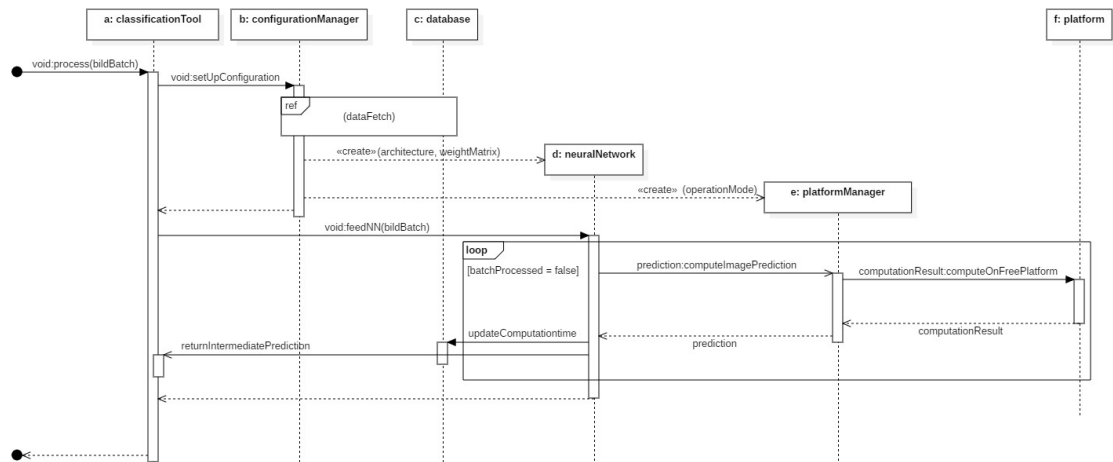 a: classificationTool
b: configurationManager
c: database
f: platform
void:process(bildBatch)
void:setUpConfiguration
ref
(dataFetch)
«create» (architecture, weightMatrix)
d: neuralNetwork
«create» (operationMode)
e: platformManager
void:feedNN(bildBatch)
loop
[batchProcessed = false]
prediction:computeImagePrediction
computationResult:computeOnFreePlatform
computationResult
updateComputationtime
prediction
returnIntermediatePrediction